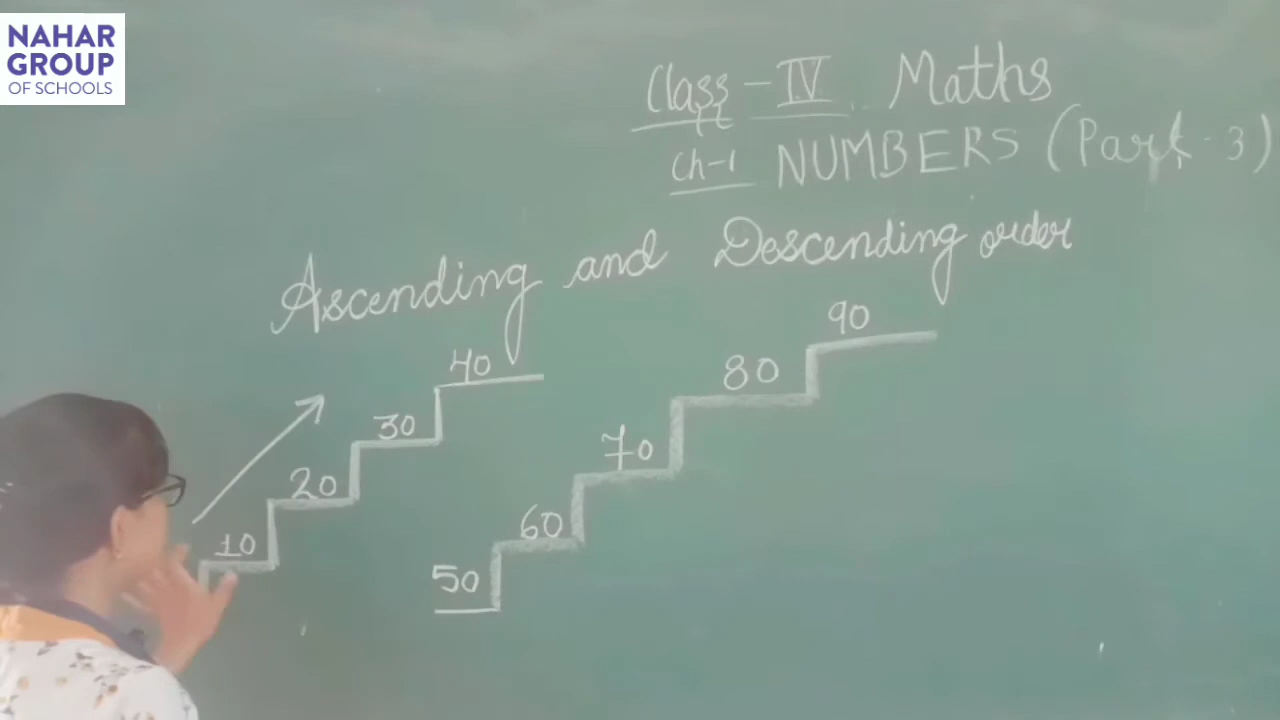 NAHAR
GROUP
OF SCHOOLS
Class - IV Maths
Ch-1 NUMBERS (Part - 3)
Ascending and Descending order
10
20
30
40
50
60
70
80
90